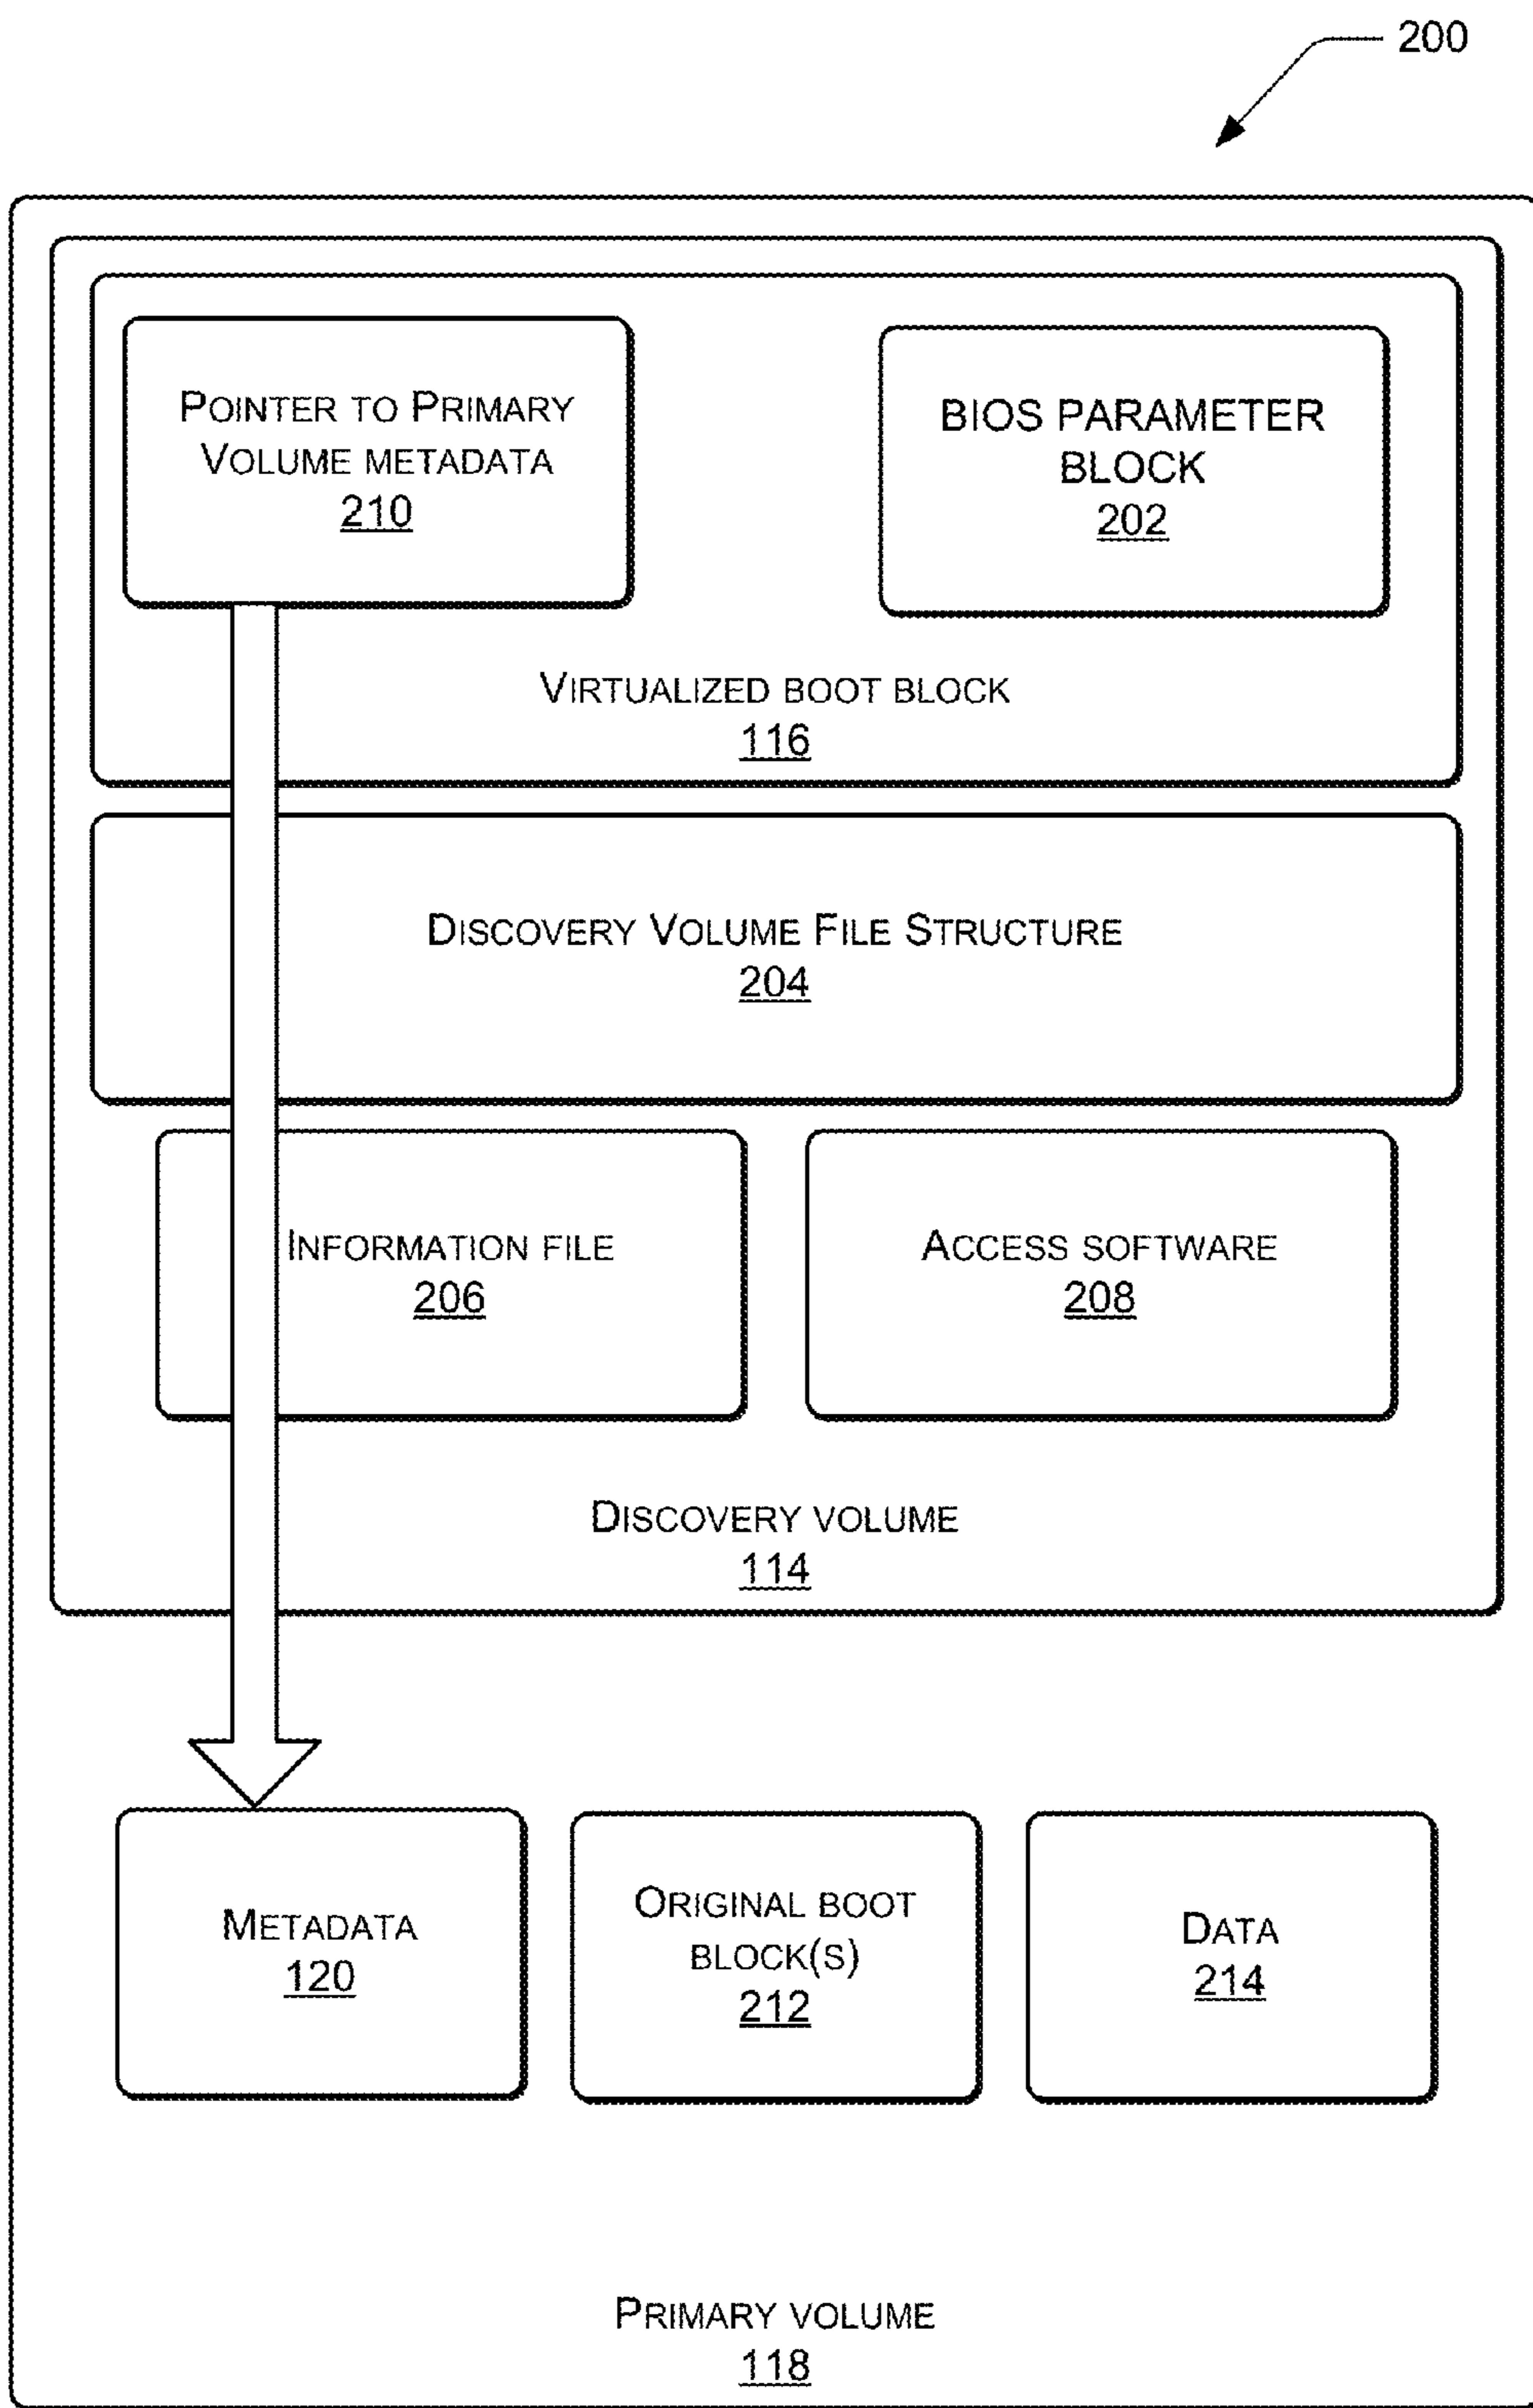 200
POINTER TO PRIMARY
VOLUME METADATA
210
BIOS PARAMETER
BLOCK
202
VIRTUALIZED BOOT BLOCK
116
DISCOVERY VOLUME FILE STRUCTURE
204
INFORMATION FILE
206
ACCESS SOFTWARE
208
DISCOVERY VOLUME
114
METADATA
120
ORIGINAL BOOT
BLOCK(S)
212
DATA
214
PRIMARY VOLUME
118